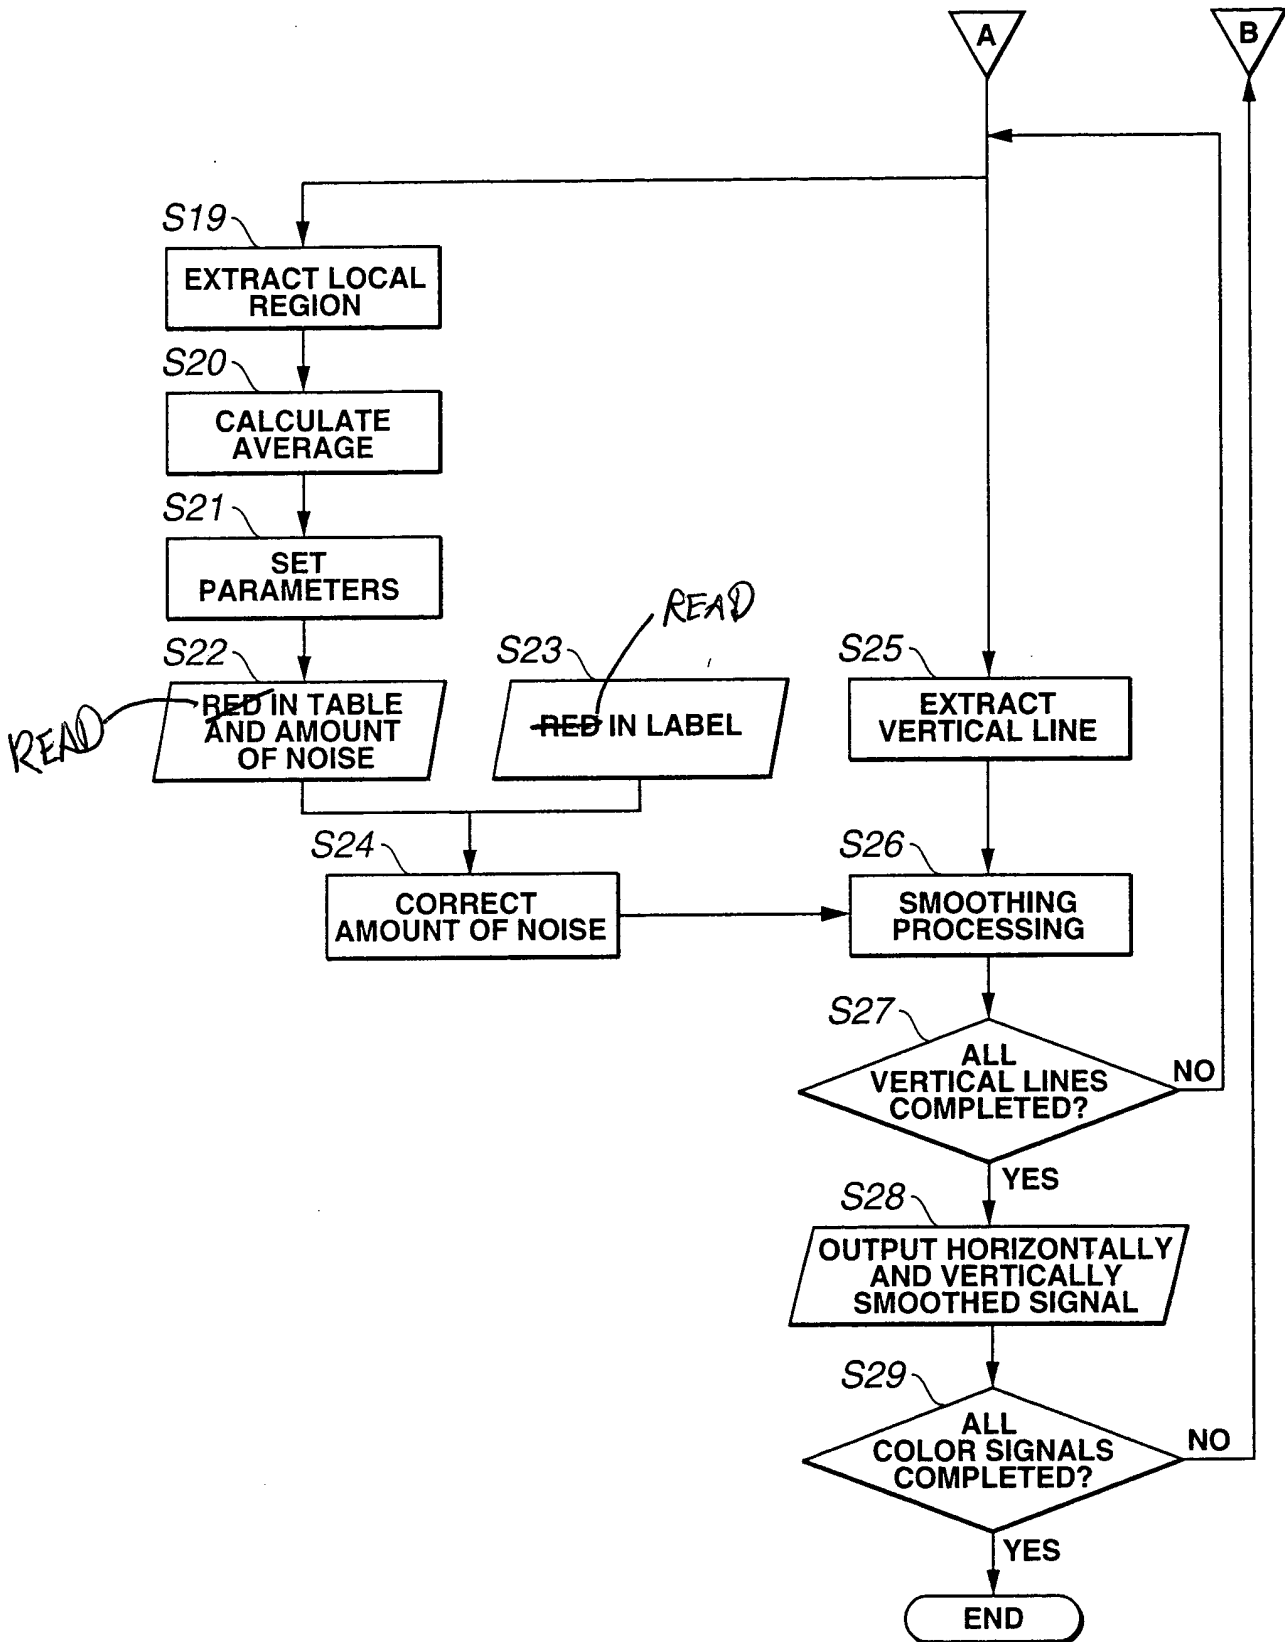 A
B
S19
EXTRACT LOCAL
REGION
S20
CALCULATE
AVERAGE
S21
SET
PARAMETERS
S22
READ
RED IN TABLE
AND AMOUNT
OF NOISE
S23
READ
RED IN LABEL
S24
CORRECT
AMOUNT OF NOISE
S25
EXTRACT
VERTICAL LINE
S26
SMOOTHING
PROCESSING
S27
ALL
VERTICAL LINES
COMPLETED?
NO
YES
S28
OUTPUT HORIZONTALLY
AND VERTICALLY
SMOOTHED SIGNAL
S29
ALL
COLOR SIGNALS
COMPLETED?
NO
YES
END